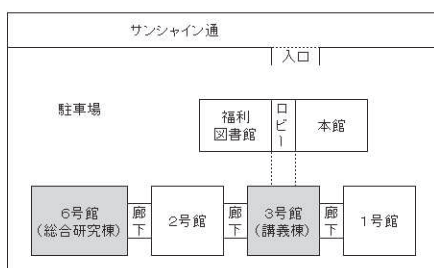 サンシャイン通
入口
駐車場
福利
図書館
ロビー
本館
6号館
(総合研究棟)
廊下
2号館
廊下
3号館
(講義棟)
廊下
1号館